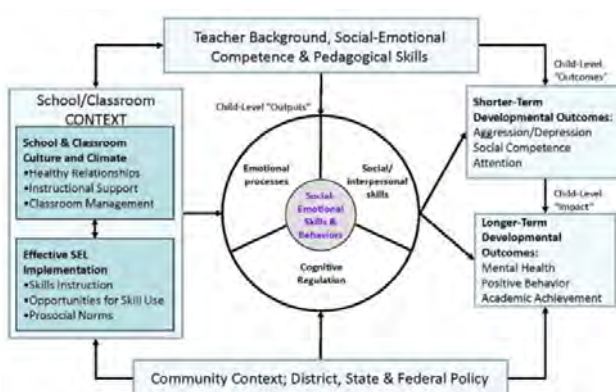 Teacher Background, Social-Emotional
Competence & Pedagogical Skills
School/Classroom
CONTEXT
School & Classroom
Culture and Climate
•Healthy Relationships
•Instructional Support
•Classroom Management
Effective SEL
Implementation
•Skills Instruction
•Opportunities for Skill Use
•Prosocial Norms
Child-Level "Outputs"
Emotional
processes
Social/
interpersonal
skills
Social-
Emotional
Skills &
Behaviors
Cognitive
Regulation
Child-Level
"Outcomes"
Shorter-Term
Developmental Outcomes:
Aggression/Depression
Social Competence
Attention
Child-Level
"Impact"
Longer-Term
Developmental
Outcomes:
Mental Health
Positive Behavior
Academic Achievement
Community Context; District, State & Federal Policy